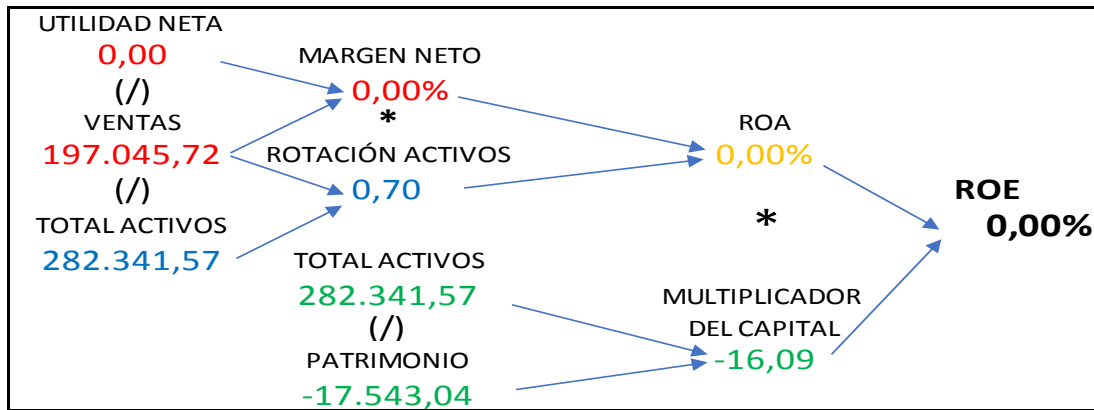 UTILIDAD NETA
0,00
(/)
VENTAS
197.045,72
(/)
TOTAL ACTIVOS
282.341,57
MARGEN NETO
0,00%
*
ROTACIÓN ACTIVOS
0,70
TOTAL ACTIVOS
282.341,57
(/)
PATRIMONIO
-17.543,04
ROA
0,00%
*
MULTIPLICADOR
DEL CAPITAL
-16,09
ROE
0,00%